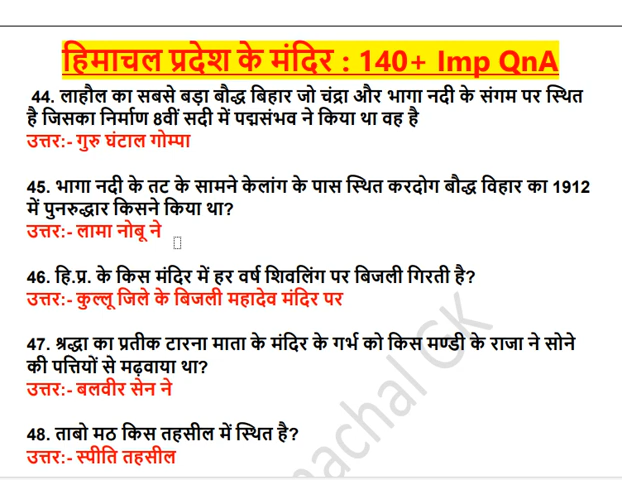 हिमाचल प्रदेश के मंदिर : 140+ Imp QnA
44. लाहौल का सबसे बड़ा बौद्ध बिहार जो चंद्रा और भागा नदी के संगम पर स्थित
है जिसका निर्माण 8वीं सदी में पद्मसंभव ने किया था वह है
उत्तर:- गुरु घंटाल गोम्पा
45. भागा नदी के तट के सामने केलांग के पास स्थित करदोग बौद्ध विहार का 1912
में पुनरुद्धार किसने किया था?
उत्तर:- लामा नोबू ने
46. हि.प्र. के किस मंदिर में हर वर्ष शिवलिंग पर बिजली गिरती है?
उत्तर:- कुल्लू जिले के बिजली महादेव मंदिर पर
47. श्रद्धा का प्रतीक टारना माता के मंदिर के गर्भ को किस मण्डी के राजा ने सोने
की पत्तियों से मढ़वाया था?
उत्तर:- बलवीर सेन ने
48. ताबो मठ किस तहसील में स्थित है?
उत्तर:- स्पीति तहसील
achal GK